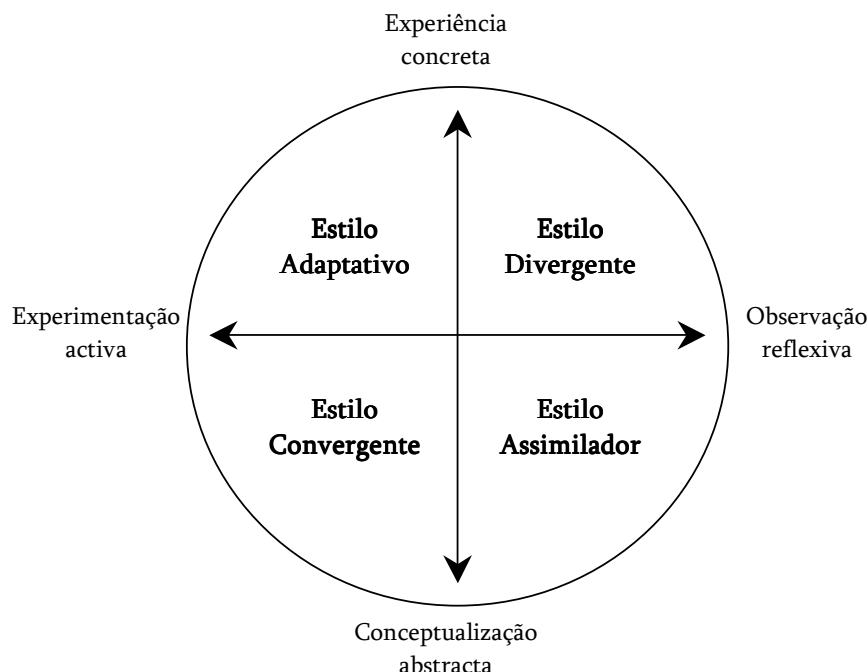 Experiência
concreta
Estilo
Adaptativo
Estilo
Divergente
Experimentação
activa
Observação
reflexiva
Estilo
Convergente
Estilo
Assimilador
Conceptualização
abstracta